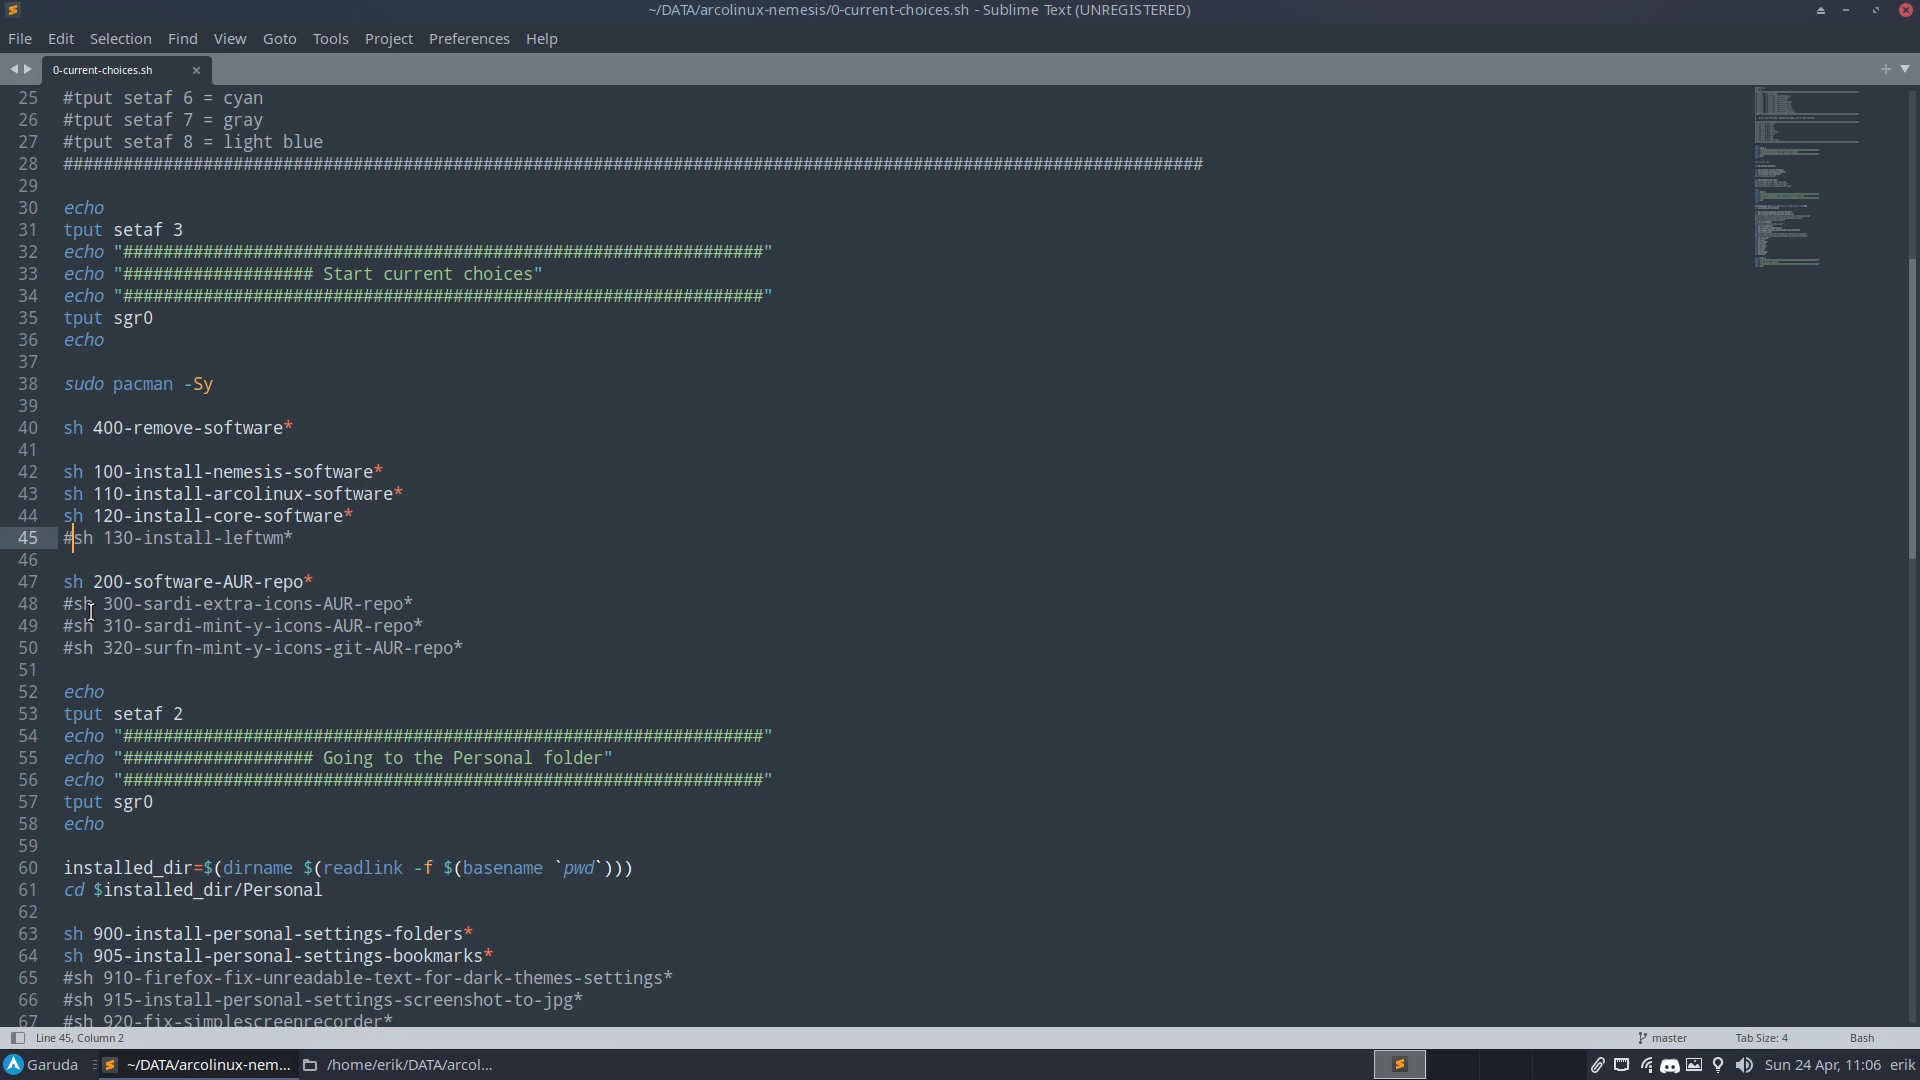 ~/DATA/arcolinux-nemesis/0-current-choices.sh - Sublime Text (UNREGISTERED)
File Edit Selection Find View Goto Tools Project Preferences Help
0-current-choices.sh
25 #tput setaf 6 = cyan
26 #tput setaf 7 = gray
27 #tput setaf 8 = light blue
28 ##################################################################################################################
29
30 echo
31 tput setaf 3
32 echo "################################################################"
33 echo "################### Start current choices"
34 echo "################################################################"
35 tput sgr0
36 echo
37
38 sudo pacman -Sy
39
40 sh 400-remove-software*
41
42 sh 100-install-nemesis-software*
43 sh 110-install-arcolinux-software*
44 sh 120-install-core-software*
45 #sh 130-install-leftwm*
46
47 sh 200-software-AUR-repo*
48 #sh 300-sardi-extra-icons-AUR-repo*
49 #sh 310-sardi-mint-y-icons-AUR-repo*
50 #sh 320-surfn-mint-y-icons-git-AUR-repo*
51
52 echo
53 tput setaf 2
54 echo "################################################################"
55 echo "################### Going to the Personal folder"
56 echo "################################################################"
57 tput sgr0
58 echo
59
60 installed_dir=$(dirname $(readlink -f $(basename `pwd`)))
61 cd $installed_dir/Personal
62
63 sh 900-install-personal-settings-folders*
64 sh 905-install-personal-settings-bookmarks*
65 #sh 910-firefox-fix-unreadable-text-for-dark-themes-settings*
66 #sh 915-install-personal-settings-screenshot-to-jpg*
67 #sh 920-fix-simplescreenrecorder*
Line 45, Column 2 master Tab Size: 4 Bash
Garuda ~/DATA/arcolinux-nem... /home/erik/DATA/arcol... Sun 24 Apr, 11:06 erik